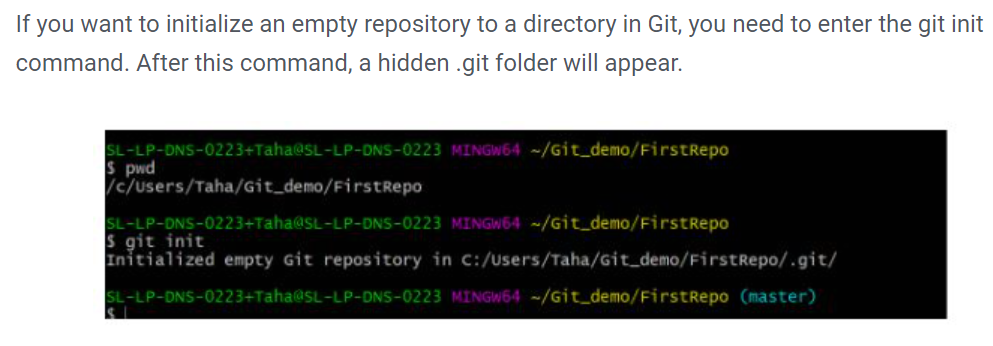 If you want to initialize an empty repository to a directory in Git, you need to enter the git init
command. After this command, a hidden .git folder will appear.
SL-LP-DNS-0223+Taha@SL-LP-DNS-0223 MINGW64 ~/Git_demo/FirstRepo
$ pwd
/c/Users/Taha/Git_demo/FirstRepo
SL-LP-DNS-0223+Taha@SL-LP-DNS-0223 MINGW64 ~/Git_demo/FirstRepo
$ git init
Initialized empty Git repository in C:/Users/Taha/Git_demo/FirstRepo/.git/
SL-LP-DNS-0223+Taha@SL-LP-DNS-0223 MINGW64 ~/Git_demo/FirstRepo (master)
$